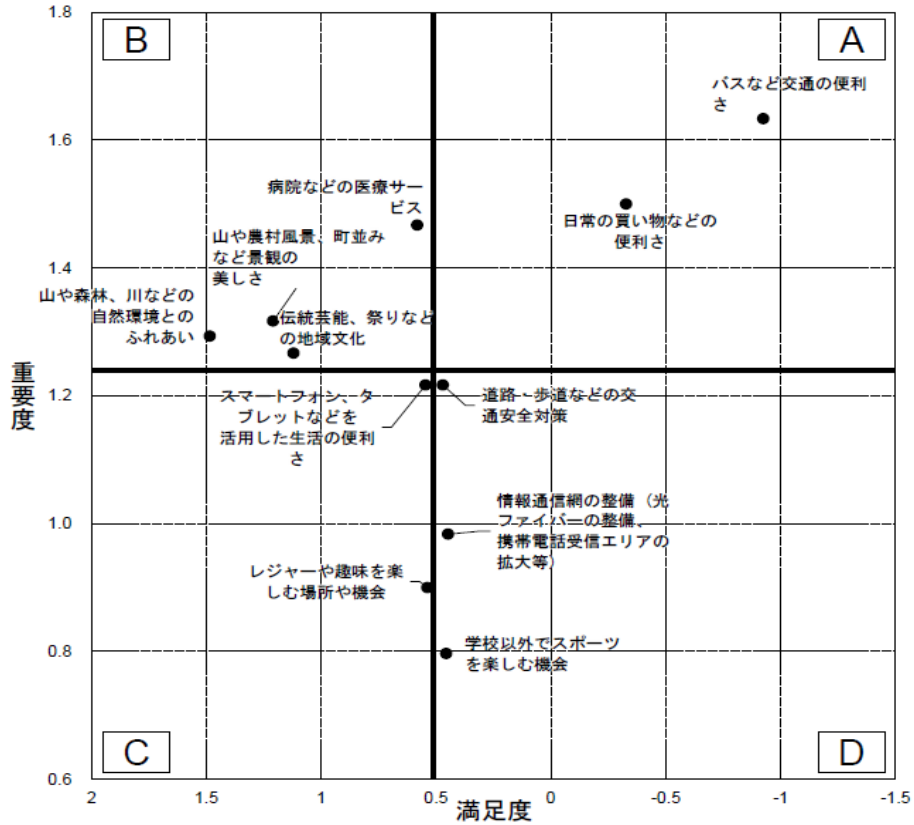 1.8
B
A
バスなど交通の便利
さ
1.6
病院などの医療サー
ビス
日常の買い物などの
便利さ
山や農村風景、町並み
など景観の
美しさ
1.4
山や森林、川などの
自然環境との
ふれあい
伝統芸能、祭りなど
の地域文化
重要度
1.2
スマートフォン、タ
ブレットなどを
活用した生活の便利
さ
道路・歩道などの交
通安全対策
情報通信網の整備（光
ファイバーの整備、
携帯電話受信エリアの
拡大等）
1.0
レジャーや趣味を楽
しむ場所や機会
学校以外でスポーツ
を楽しむ機会
0.8
C
D
0.6
2 1.5 1 0.5 0 -0.5 -1 -1.5
満足度